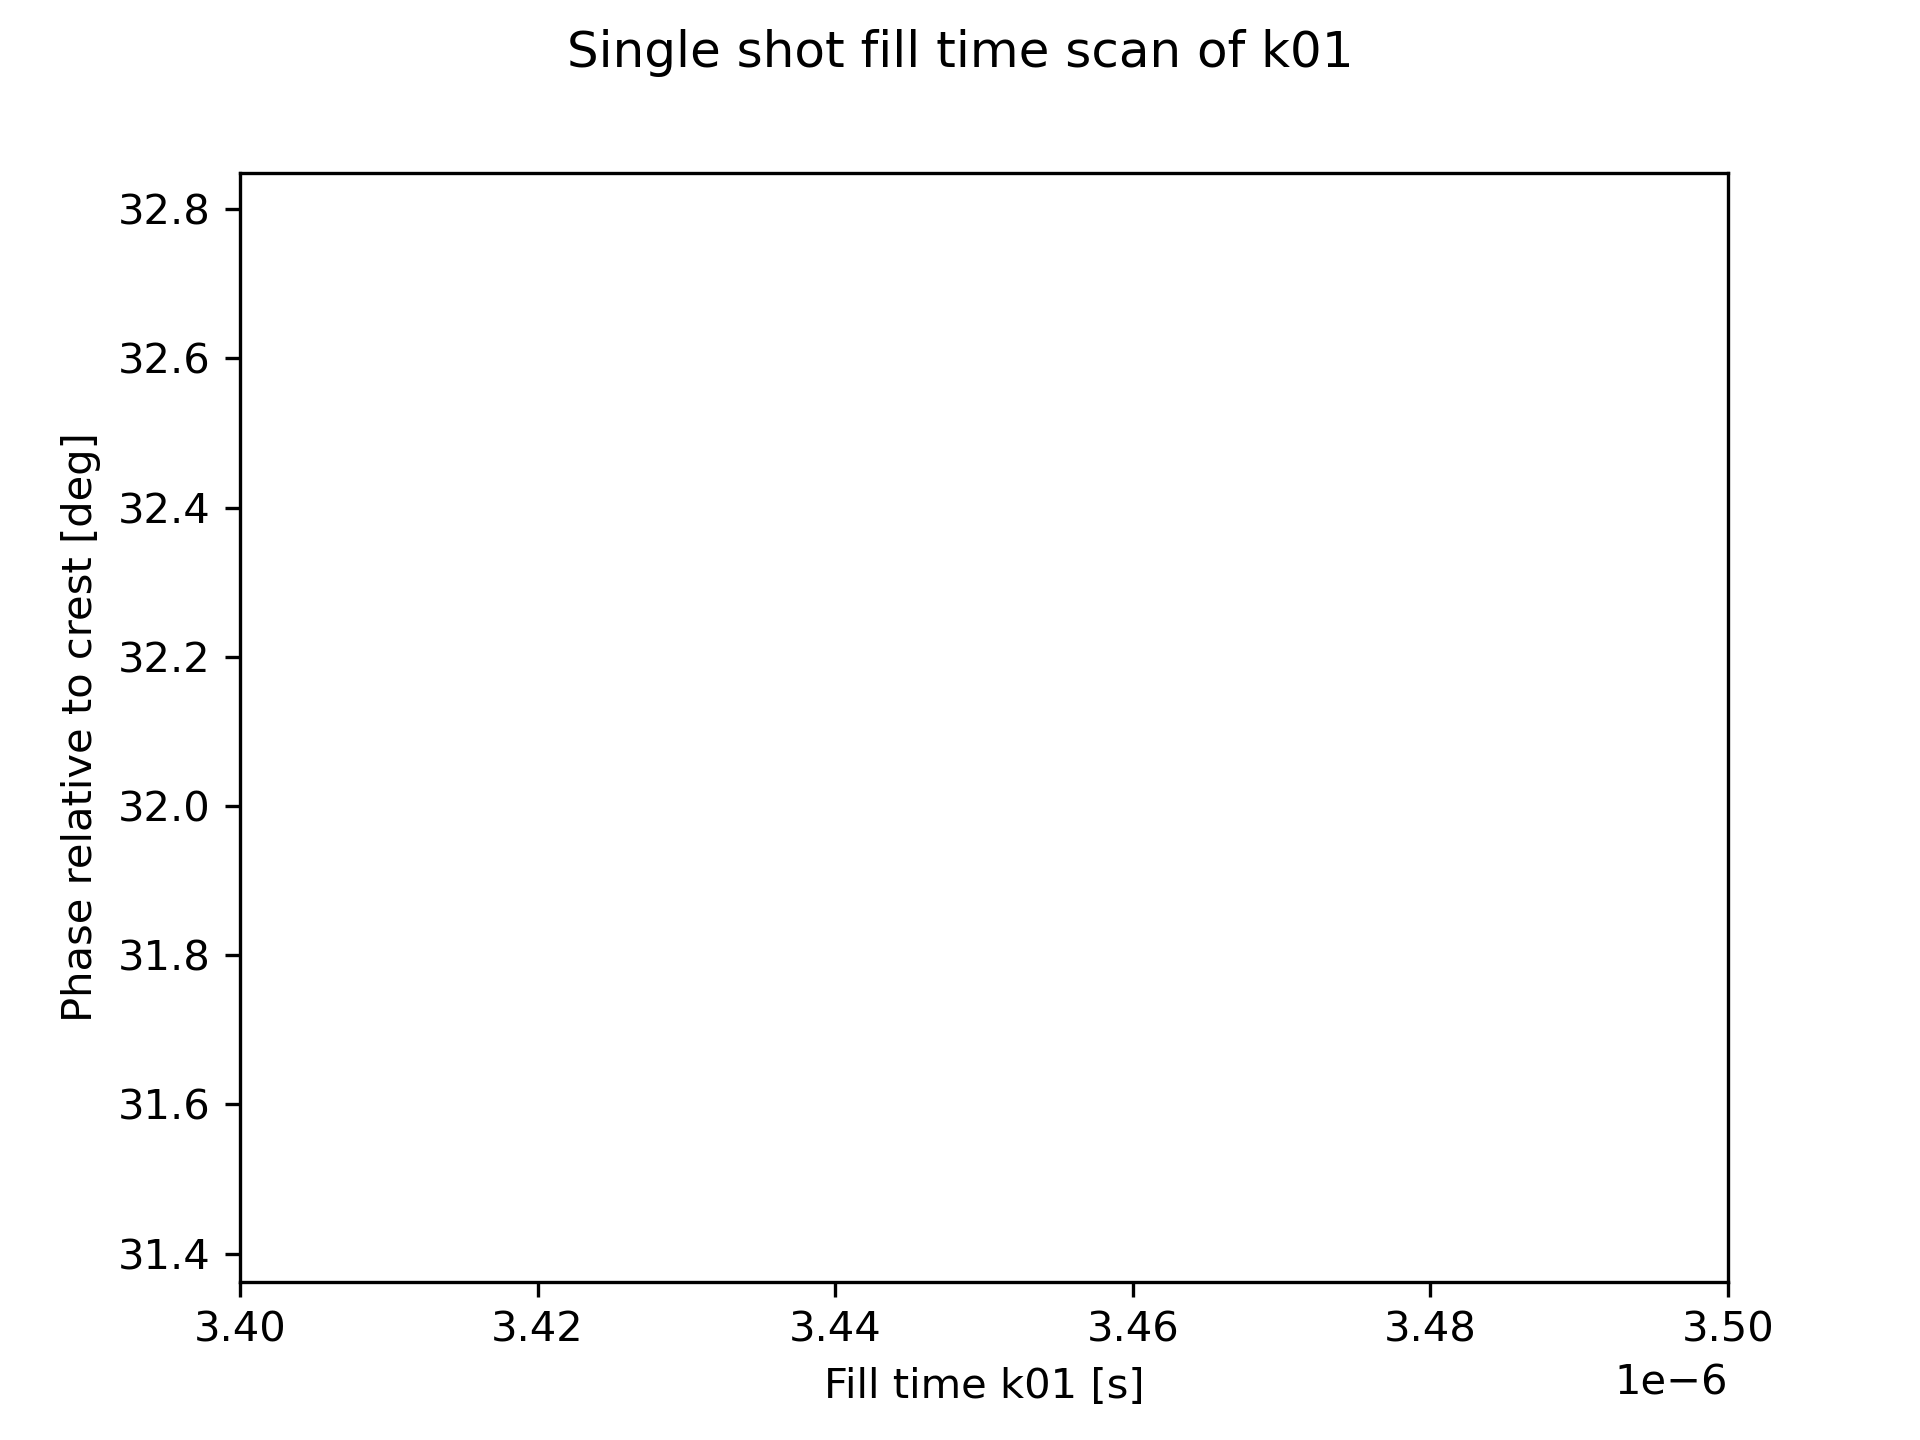 Single shot fill time scan of k01
32.8
32.6
32.4
32.2
32.0
31.8
31.6
31.4
Phase relative to crest [deg]
3.40 3.42 3.44 3.46 3.48 3.50
Fill time k01 [s]
1e−6